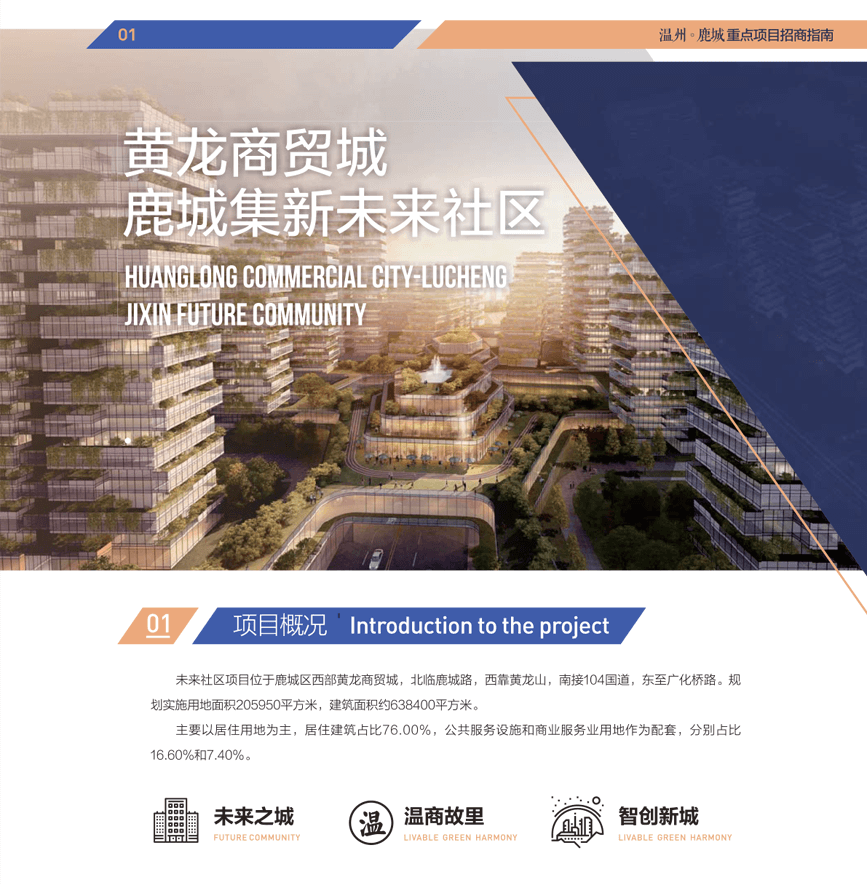 01
温州·鹿城重点项目招商指南
黄龙商贸城
鹿城集新未来社区
HUANGLONG COMMERCIAL CITY-LUCHENG
JIXIN FUTURE COMMUNITY
01 项目概况 Introduction to the project
未来社区项目位于鹿城区西部黄龙商贸城，北临鹿城路，西靠黄龙山，南接104国道，东至广化桥路。规
划实施用地面积205950平方米，建筑面积约638400平方米。
主要以居住用地为主，居住建筑占比76.00%，公共服务设施和商业服务业用地作为配套，分别占比
16.60%和7.40%。
未来之城
FUTURE COMMUNITY
温
温商故里
LIVABLE GREEN HARMONY
智创新城
LIVABLE GREEN HARMONY